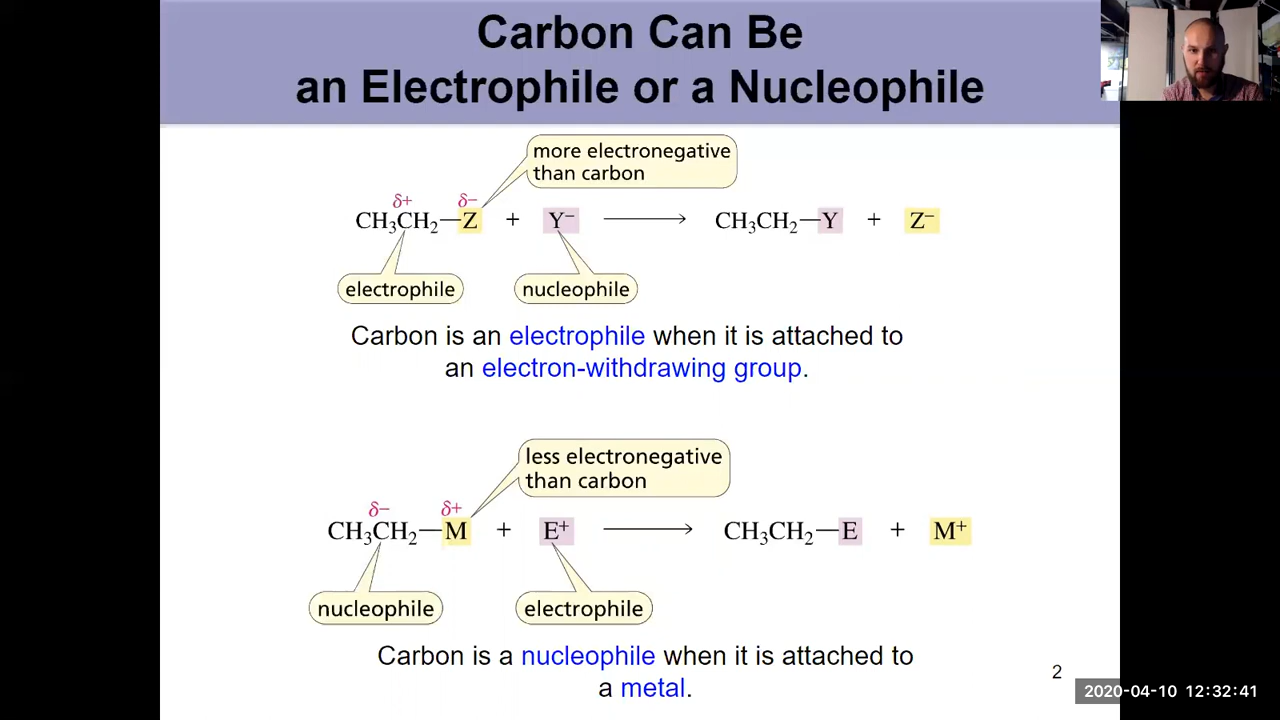 Carbon Can Be
an Electrophile or a Nucleophile
more electronegative
than carbon
δ+ δ−
CH₃CH₂—Z + Y⁻ ⟶ CH₃CH₂—Y + Z⁻
electrophile nucleophile
Carbon is an electrophile when it is attached to
an electron-withdrawing group.
less electronegative
than carbon
δ− δ+
CH₃CH₂—M + E⁺ ⟶ CH₃CH₂—E + M⁺
nucleophile electrophile
Carbon is a nucleophile when it is attached to
a metal.
2
2020-04-10 12:32:41